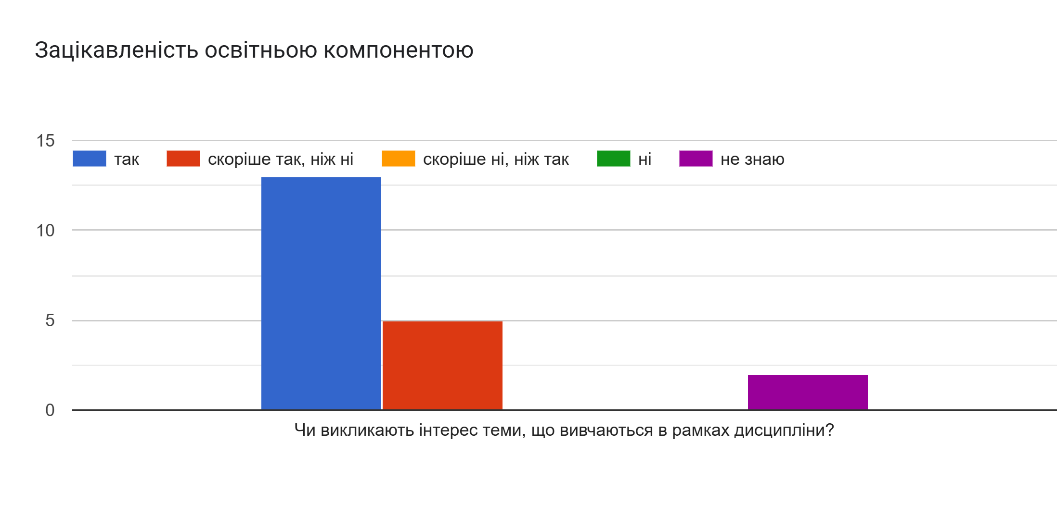 Зацікавленість освітньою компонентою
15
так скоріше так, ніж ні скоріше ні, ніж так ні не знаю
10
5
0
Чи викликають інтерес теми, що вивчаються в рамках дисципліни?